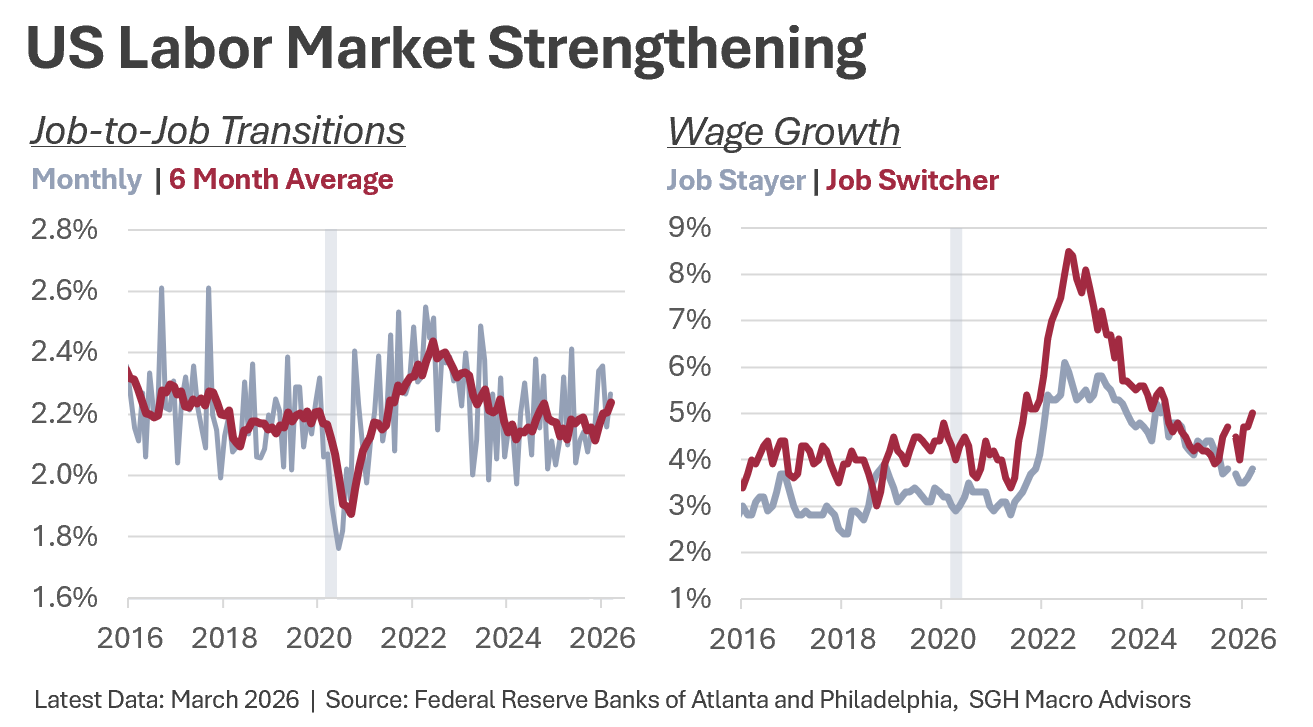 US Labor Market Strengthening
Job-to-Job Transitions
Monthly | 6 Month Average
2.8%
2.6%
2.4%
2.2%
2.0%
1.8%
1.6%
2016 2018 2020 2022 2024 2026
Wage Growth
Job Stayer | Job Switcher
9%
8%
7%
6%
5%
4%
3%
2%
1%
2016 2018 2020 2022 2024 2026
Latest Data: March 2026 | Source: Federal Reserve Banks of Atlanta and Philadelphia, SGH Macro Advisors